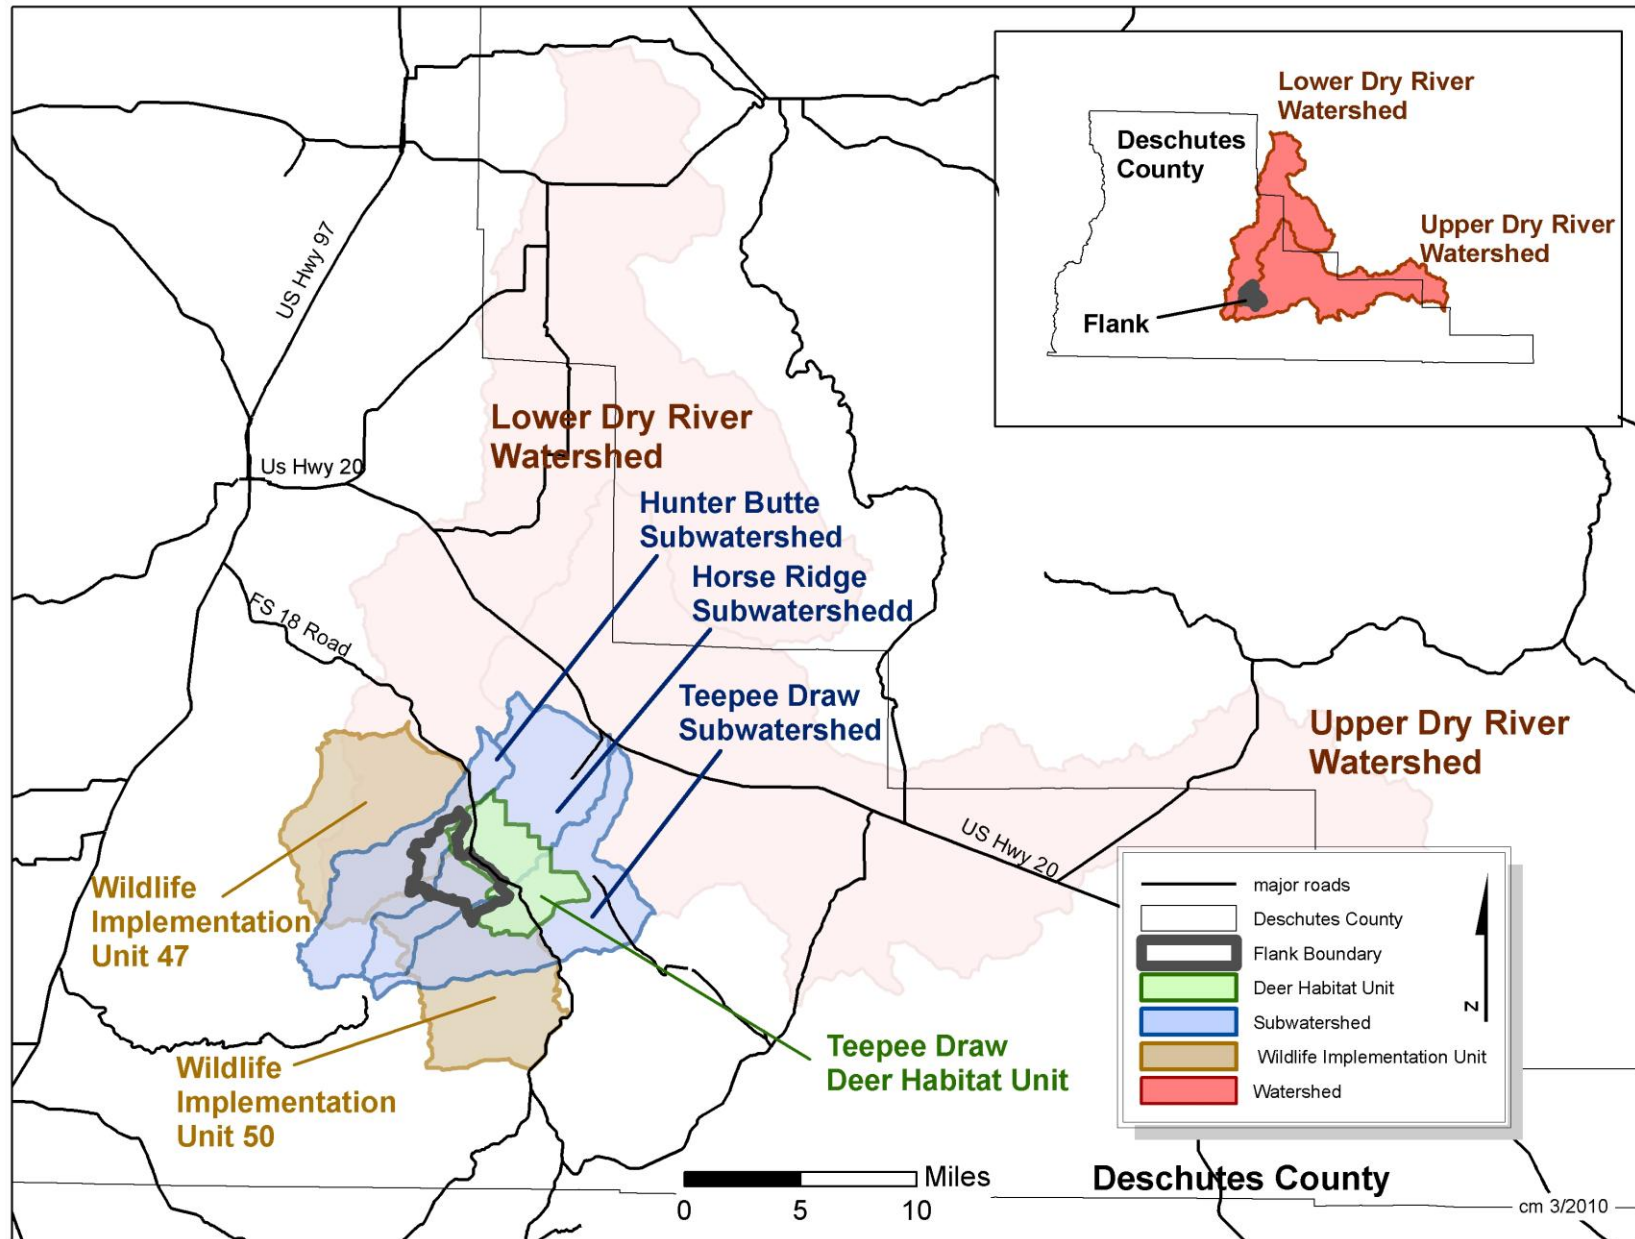 Lower Dry River
Watershed
Deschutes
County
Upper Dry River
Watershed
Flank
US Hwy 97
Lower Dry River
Watershed
Us Hwy 20
Hunter Butte
Subwatershed
Horse Ridge
Subwatershedd
FS 18 Road
Teepee Draw
Subwatershed
Upper Dry River
Watershed
US Hwy 20
Wildlife
Implementation
Unit 47
major roads
Deschutes County
Flank Boundary
Deer Habitat Unit
Subwatershed
Wildlife Implementation Unit
Watershed
N
Teepee Draw
Deer Habitat Unit
Wildlife
Implementation
Unit 50
Miles
0 5 10
Deschutes County
cm 3/2010